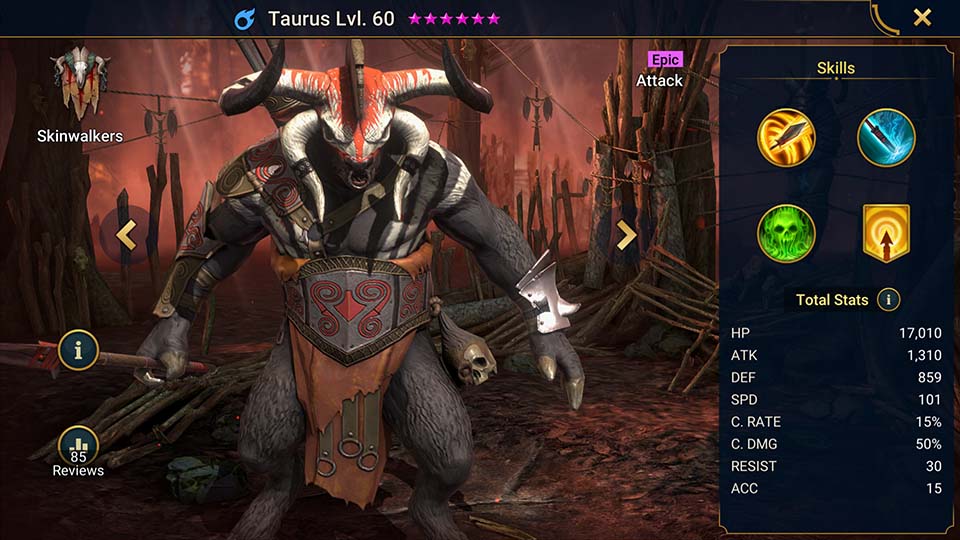 Taurus Lvl. 60
Skinwalkers
Epic
Attack
i
85
Reviews
Skills
Total Stats i
HP 17,010
ATK 1,310
DEF 859
SPD 101
C. RATE 15%
C. DMG 50%
RESIST 30
ACC 15